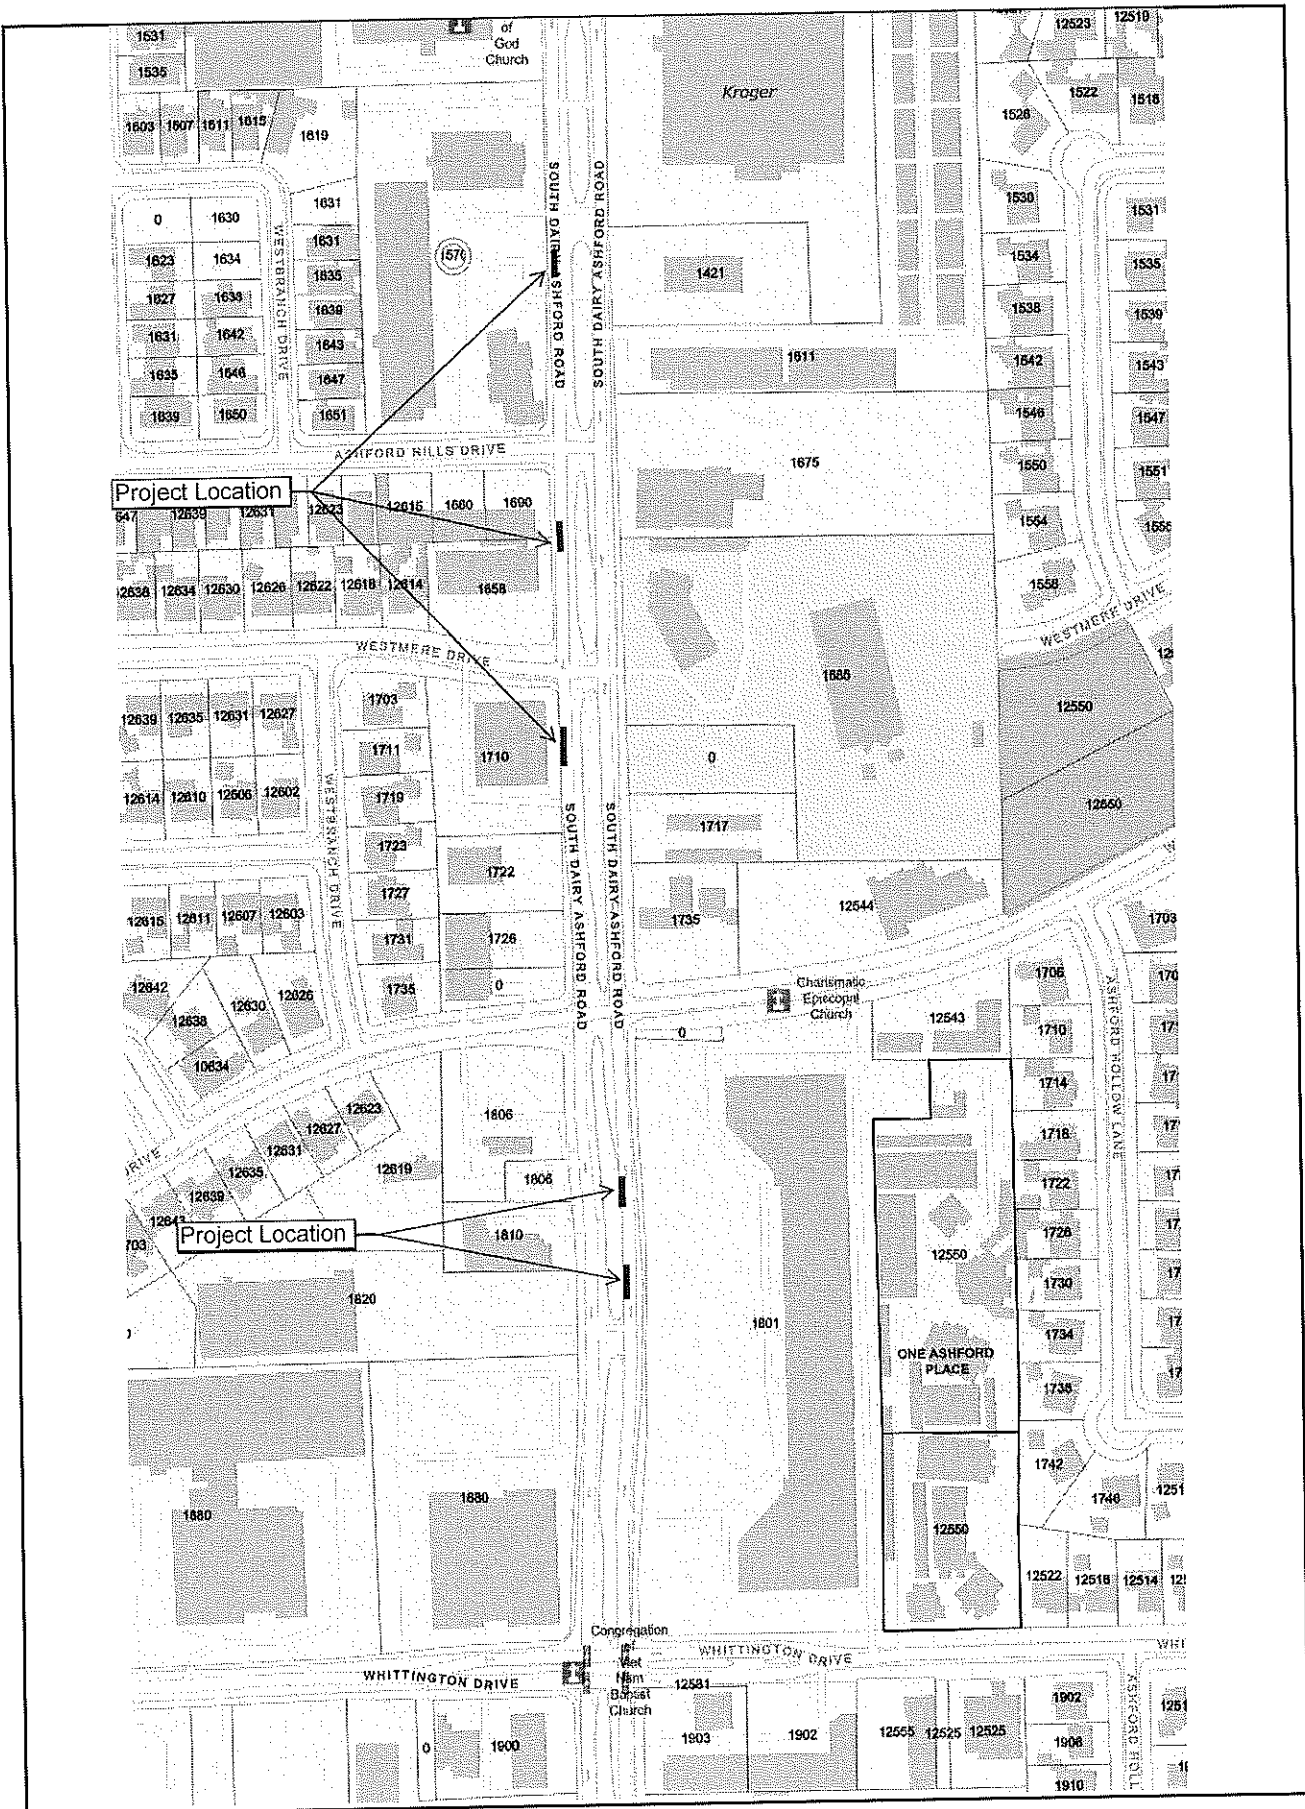 1531
of
God
Church
12523
12519
1535
Kroger
1522
1518
1526
1603 1607 1611 1615
1619
SOUTH DAIRY ASHFORD ROAD
SOUTH DAIRY ASHFORD ROAD
1631
1530
1531
0 1630
WESTBRANCH DRIVE
1631
1570
1534
1535
1623 1634
1635
1421
1627 1638
1639
1538
1539
1631 1642
1643
1611
1542
1543
1635 1646
1647
1639 1650
1651
1546
1547
ASHFORD HILLS DRIVE
1675
1550
1551
Project Location
12639 12631 12623 12615 1680 1690
1554
1558
12634 12630 12626 12622 12618 12614
1658
WESTMERE DRIVE
WESTMERE DRIVE
1688
12550
1703
12639 12635 12631 12627
1711
1710
0
12614 12610 12606 12602
1719
12550
WESTBRANCH DRIVE
SOUTH DAIRY ASHFORD ROAD
SOUTH DAIRY ASHFORD ROAD
1717
1723
1722
1727
12544
12615 12611 12607 12603
1735
1703
1731
1726
1735
0
12642
12638
12630
12626
Charismatic
Episcopal
Church
1706
ASHFORD HOLLOW LANE
12543
1710
0
10634
1714
12623
1806
12627
1718
12631
12619
1806
1722
12635
12639
Project Location
1810
1726
12550
1730
1820
1801
1734
ONE ASHFORD
PLACE
1738
1742
1746
1880
1880
12550
12522 12518 12514
Congregation
of
Viet
Nam
Baptist
Church
WHITTINGTON DRIVE
WHITTINGTON DRIVE
12581
1902
0
1900
1903
1902
12555 12525 12525
1906
1910
ASHFORD HOLL